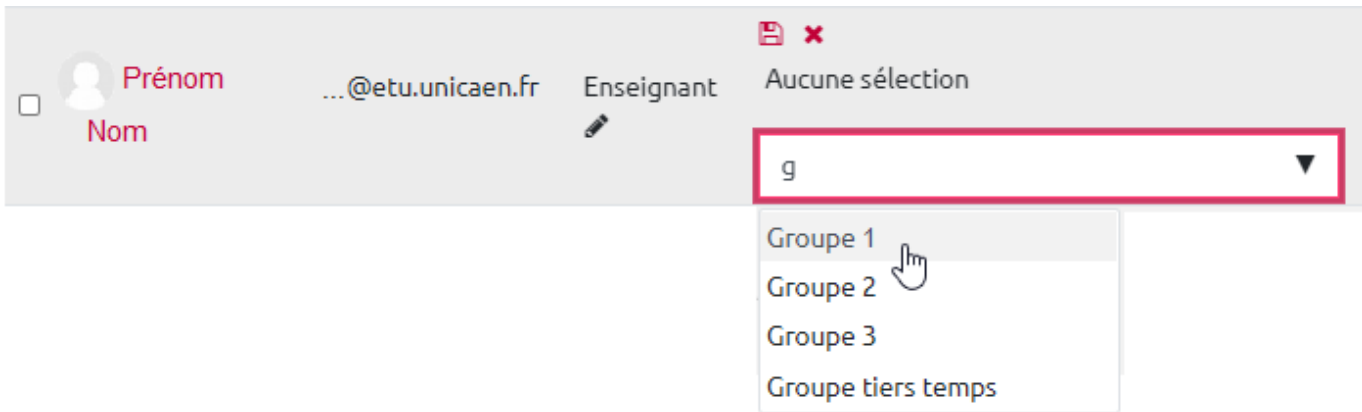 Prénom
Nom
...@etu.unicaen.fr
Enseignant
Aucune sélection
g
Groupe 1
Groupe 2
Groupe 3
Groupe tiers temps